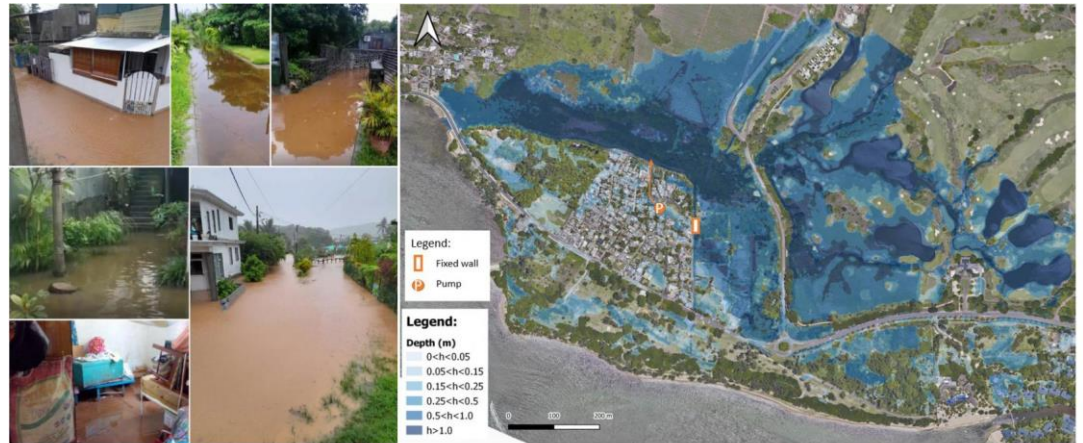 Legend:
Fixed wall
P
Pump
Legend:
Depth (m)
0<h<0.05
0.05<h<0.15
0.15<h<0.25
0.25<h<0.5
0.5<h<1.0
h>1.0
P
0
100
200 m